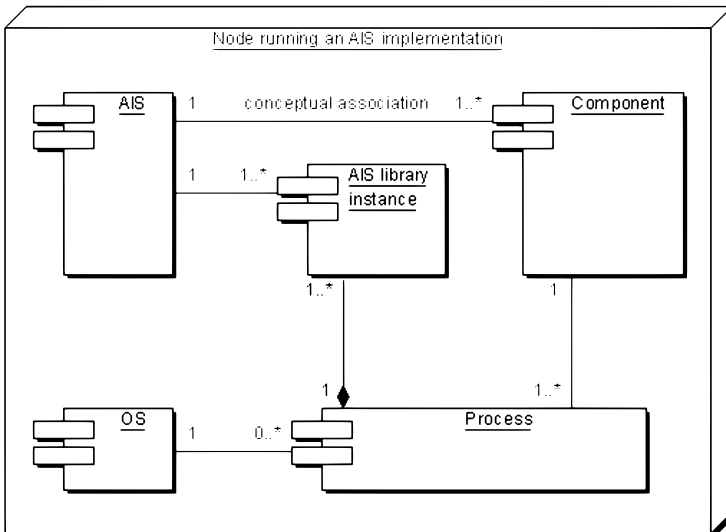 Node running an AIS implementation
AIS
1
conceptual association
1..*
Component
1
1..*
AIS library
instance
1..*
1
1
1..*
OS
1
0..*
Process